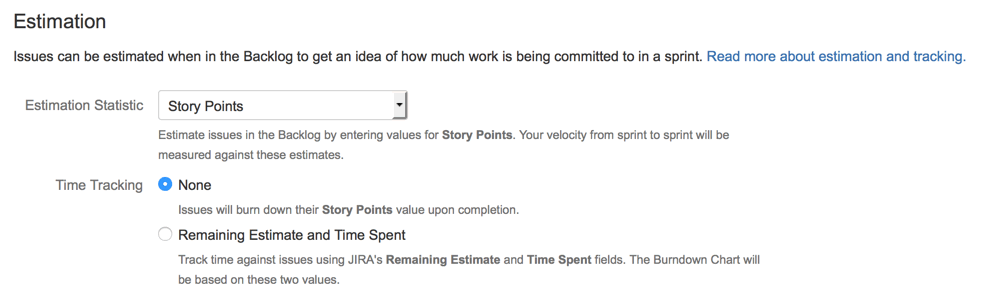 Estimation
Issues can be estimated when in the Backlog to get an idea of how much work is being committed to in a sprint. Read more about estimation and tracking.
Estimation Statistic Story Points
Estimate issues in the Backlog by entering values for Story Points. Your velocity from sprint to sprint will be
measured against these estimates.
Time Tracking None
Issues will burn down their Story Points value upon completion.
Remaining Estimate and Time Spent
Track time against issues using JIRA's Remaining Estimate and Time Spent fields. The Burndown Chart will
be based on these two values.